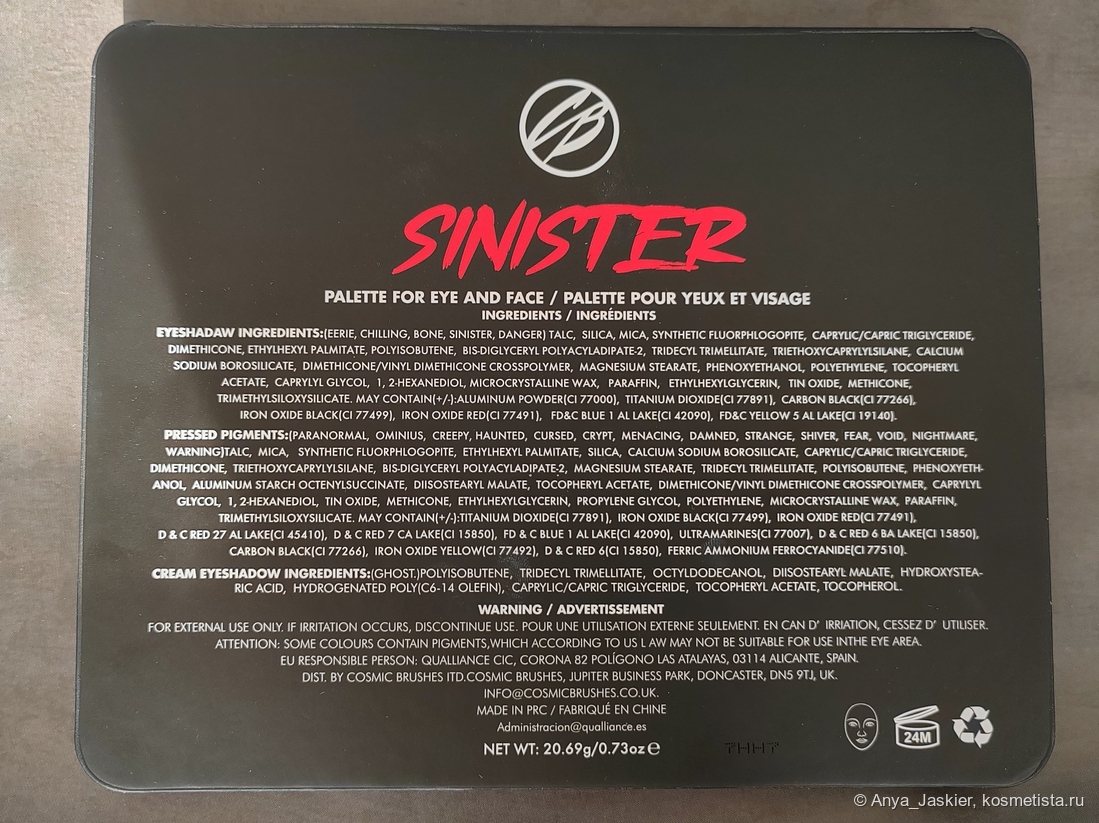 CB
SINISTER
PALETTE FOR EYE AND FACE / PALETTE POUR YEUX ET VISAGE
INGREDIENTS / INGRÉDIENTS
EYESHADAW INGREDIENTS:(EERIE, CHILLING, BONE, SINISTER, DANGER) TALC, SILICA, MICA, SYNTHETIC FLUORPHLOGOPITE, CAPRYLIC/CAPRIC TRIGLYCERIDE,
DIMETHICONE, ETHYLHEXYL PALMITATE, POLYISOBUTENE, BIS-DIGLYCERYL POLYACYLADIPATE-2, TRIDECYL TRIMELLITATE, TRIETHOXYCAPRYLYLSILANE, CALCIUM
SODIUM BOROSILICATE, DIMETHICONE/VINYL DIMETHICONE CROSSPOLYMER, MAGNESIUM STEARATE, PHENOXYETHANOL, POLYETHYLENE, TOCOPHERYL
ACETATE, CAPRYLYL GLYCOL, 1, 2-HEXANEDIOL, MICROCRYSTALLINE WAX, PARAFFIN, ETHYLHEXYLGLYCERIN, TIN OXIDE, METHICONE,
TRIMETHYLSILOXYSILICATE. MAY CONTAIN(+/-):ALUMINUM POWDER(CI 77000), TITANIUM DIOXIDE(CI 77891), CARBON BLACK(CI 77266),
IRON OXIDE BLACK(CI 77499), IRON OXIDE RED(CI 77491), FD&C BLUE 1 AL LAKE(CI 42090), FD&C YELLOW 5 AL LAKE(CI 19140).
PRESSED PIGMENTS:(PARANORMAL, OMINIUS, CREEPY, HAUNTED, CURSED, CRYPT, MENACING, DAMNED, STRANGE, SHIVER, FEAR, VOID, NIGHTMARE,
WARNING)TALC, MICA, SYNTHETIC FLUORPHLOGOPITE, ETHYLHEXYL PALMITATE, SILICA, CALCIUM SODIUM BOROSILICATE, CAPRYLIC/CAPRIC TRIGLYCERIDE,
DIMETHICONE, TRIETHOXYCAPRYLYLSILANE, BIS-DIGLYCERYL POLYACYLADIPATE-2, MAGNESIUM STEARATE, TRIDECYL TRIMELLITATE, POLYISOBUTENE, PHENOXYETH-
ANOL, ALUMINUM STARCH OCTENYLSUCCINATE, DIISOSTEARYL MALATE, TOCOPHERYL ACETATE, DIMETHICONE/VINYL DIMETHICONE CROSSPOLYMER, CAPRYLYL
GLYCOL, 1, 2-HEXANEDIOL, TIN OXIDE, METHICONE, ETHYLHEXYLGLYCERIN, PROPYLENE GLYCOL, POLYETHYLENE, MICROCRYSTALLINE WAX, PARAFFIN,
TRIMETHYLSILOXYSILICATE. MAY CONTAIN(+/-):TITANIUM DIOXIDE(CI 77891), IRON OXIDE BLACK(CI 77499), IRON OXIDE RED(CI 77491),
D & C RED 27 AL LAKE(CI 45410), D & C RED 7 CA LAKE(CI 15850), FD & C BLUE 1 AL LAKE(CI 42090), ULTRAMARINES(CI 77007), D & C RED 6 BA LAKE(CI 15850),
CARBON BLACK(CI 77266), IRON OXIDE YELLOW(CI 77492), D & C RED 6(CI 15850), FERRIC AMMONIUM FERROCYANIDE(CI 77510).
CREAM EYESHADOW INGREDIENTS:(GHOST.)POLYISOBUTENE, TRIDECYL TRIMELLITATE, OCTYLDODECANOL, DIISOSTEARYL MALATE, HYDROXYSTEA-
RIC ACID, HYDROGENATED POLY(C6-14 OLEFIN), CAPRYLIC/CAPRIC TRIGLYCERIDE, TOCOPHERYL ACETATE, TOCOPHEROL.
WARNING / ADVERTISSEMENT
FOR EXTERNAL USE ONLY. IF IRRITATION OCCURS, DISCONTINUE USE. POUR UNE UTILISATION EXTERNE SEULEMENT. EN CAN D' IRRIATION, CESSEZ D' UTILISER.
ATTENTION: SOME COLOURS CONTAIN PIGMENTS,WHICH ACCORDING TO US L AW MAY NOT BE SUITABLE FOR USE INTHE EYE AREA.
EU RESPONSIBLE PERSON: QUALLIANCE CIC, CORONA 82 POLÍGONO LAS ATALAYAS, 03114 ALICANTE, SPAIN.
DIST. BY COSMIC BRUSHES ITD.COSMIC BRUSHES, JUPITER BUSINESS PARK, DONCASTER, DN5 9TJ, UK.
INFO@COSMICBRUSHES.CO.UK.
MADE IN PRC / FABRIQUÉ EN CHINE
Administracion@qualliance.es
NET WT: 20.69g/0.73oz ℮
7HH7
24M
© Anya_Jaskier, kosmetista.ru